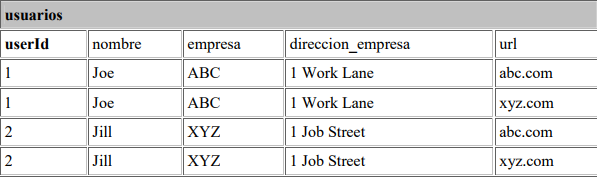 usuarios
userId nombre empresa direccion_empresa url
1 Joe ABC 1 Work Lane abc.com
1 Joe ABC 1 Work Lane xyz.com
2 Jill XYZ 1 Job Street abc.com
2 Jill XYZ 1 Job Street xyz.com